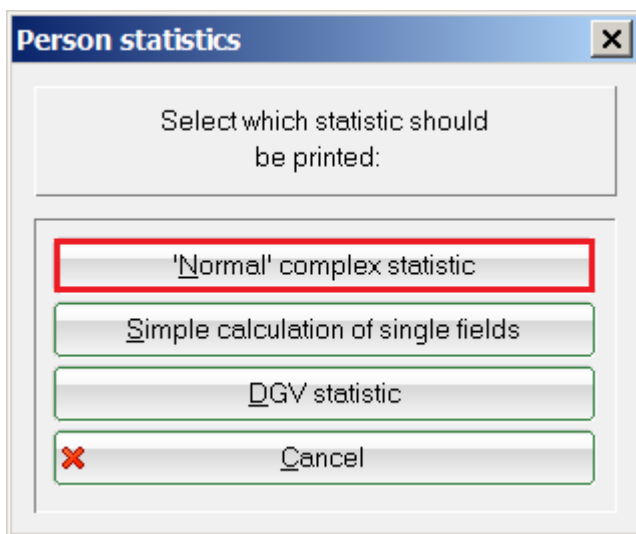 Person statistics
Select which statistic should
be printed:
'Normal' complex statistic
Simple calculation of single fields
DGV statistic
Cancel